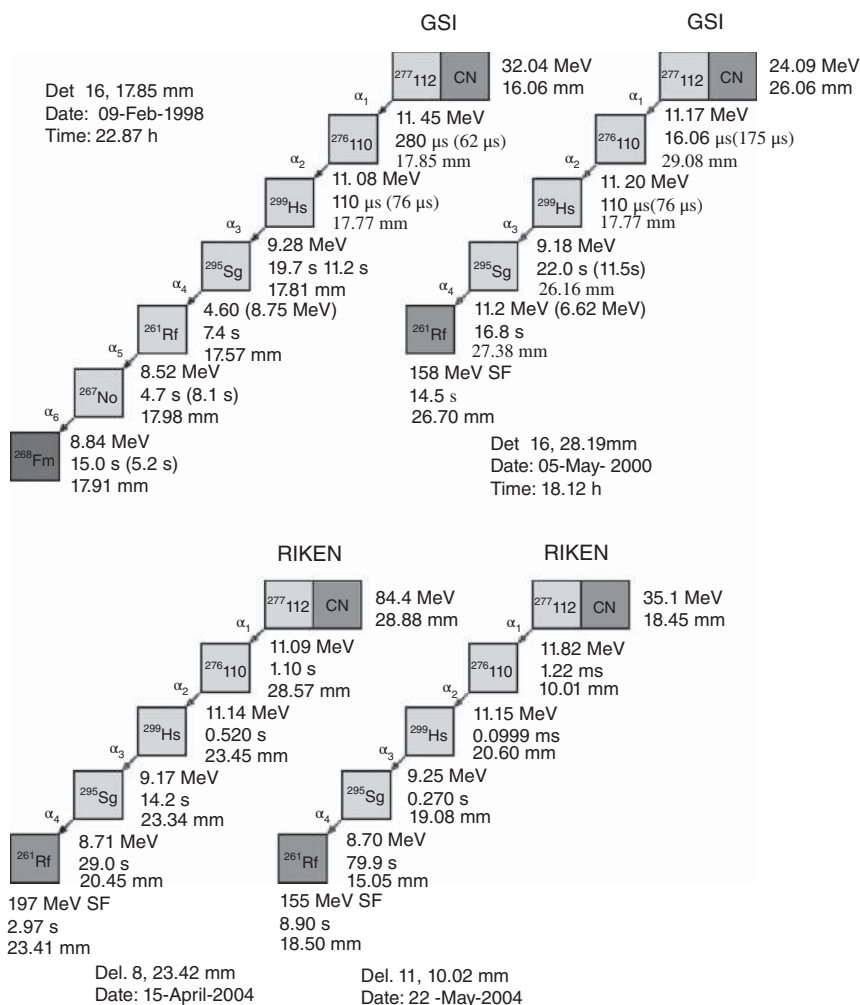 GSI
Det 16, 17.85 mm
Date: 09-Feb-1998
Time: 22.87 h
²⁷⁷112 CN
32.04 MeV
16.06 mm
α₁
11. 45 MeV
280 μs (62 μs)
17.85 mm
²⁷⁶110
α₂
11. 08 MeV
110 μs (76 μs)
17.77 mm
²⁹⁹Hs
α₃
9.28 MeV
19.7 s 11.2 s
17.81 mm
²⁹⁵Sg
α₄
4.60 (8.75 MeV)
7.4 s
17.57 mm
²⁶¹Rf
α₅
8.52 MeV
4.7 s (8.1 s)
17.98 mm
²⁶⁷No
α₆
8.84 MeV
15.0 s (5.2 s)
17.91 mm
²⁶⁸Fm
GSI
²⁷⁷112 CN
24.09 MeV
26.06 mm
α₁
11.17 MeV
16.06 μs(175 μs)
29.08 mm
²⁷⁶110
α₂
11. 20 MeV
110 μs(76 μs)
17.77 mm
²⁹⁹Hs
α₃
9.18 MeV
22.0 s (11.5s)
26.16 mm
²⁹⁵Sg
α₄
11.2 MeV (6.62 MeV)
16.8 s
27.38 mm
²⁶¹Rf
158 MeV SF
14.5 s
26.70 mm
Det 16, 28.19mm
Date: 05-May- 2000
Time: 18.12 h
RIKEN
²⁷⁷112 CN
84.4 MeV
28.88 mm
α₁
11.09 MeV
1.10 s
28.57 mm
²⁷⁶110
α₂
11.14 MeV
0.520 s
23.45 mm
²⁹⁹Hs
α₃
9.17 MeV
14.2 s
23.34 mm
²⁹⁵Sg
α₄
8.71 MeV
29.0 s
20.45 mm
²⁶¹Rf
197 MeV SF
2.97 s
23.41 mm
Del. 8, 23.42 mm
Date: 15-April-2004
RIKEN
²⁷⁷112 CN
35.1 MeV
18.45 mm
α₁
11.82 MeV
1.22 ms
10.01 mm
²⁷⁶110
α₂
11.15 MeV
0.0999 ms
20.60 mm
²⁹⁹Hs
α₃
9.25 MeV
0.270 s
19.08 mm
²⁹⁵Sg
α₄
8.70 MeV
79.9 s
15.05 mm
²⁶¹Rf
155 MeV SF
8.90 s
18.50 mm
Del. 11, 10.02 mm
Date: 22 -May-2004